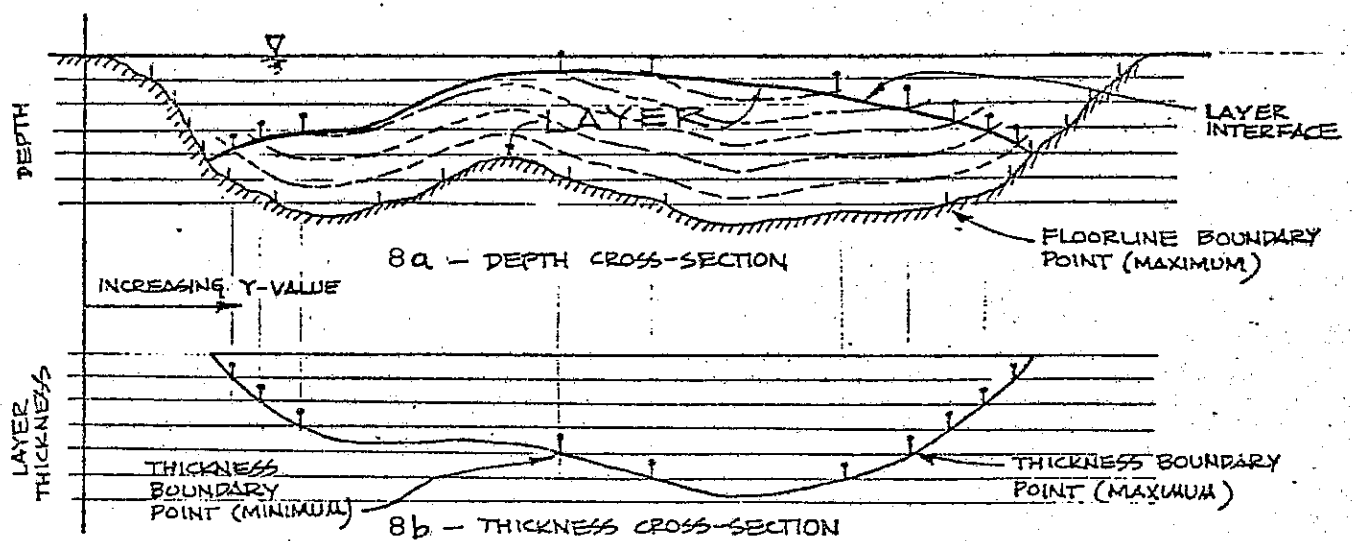 DEPTH
LAYER
LAYER
INTERFACE
8a - DEPTH CROSS-SECTION
FLOORLINE BOUNDARY
POINT (MAXIMUM)
INCREASING Y-VALUE
LAYER
THICKNESS
THICKNESS
BOUNDARY
POINT (MINIMUM)
THICKNESS BOUNDARY
POINT (MAXIMUM)
8b - THICKNESS CROSS-SECTION